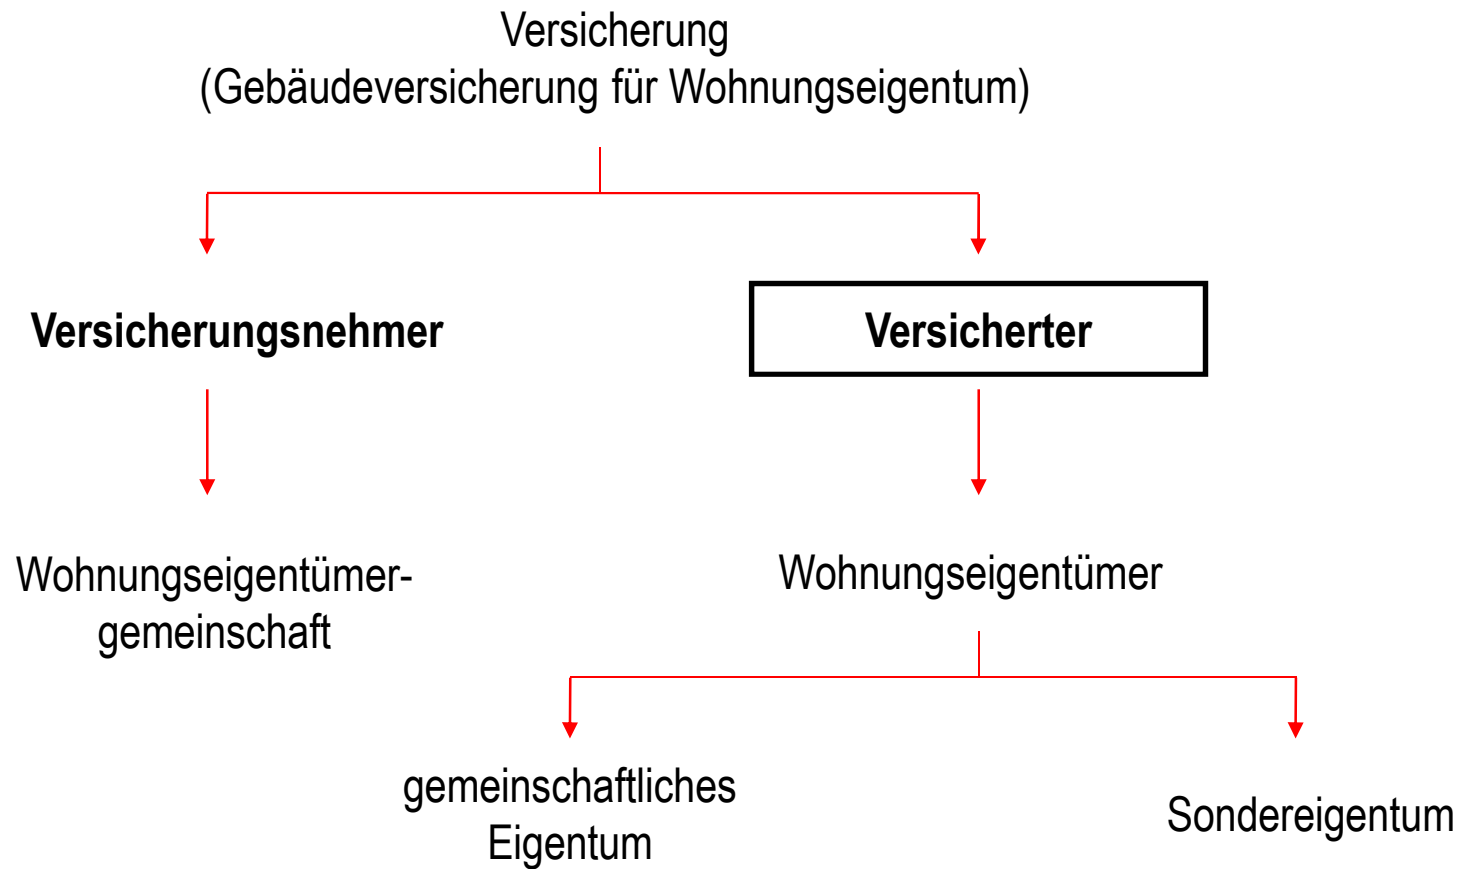 Versicherung
(Gebäudeversicherung für Wohnungseigentum)
Versicherungsnehmer
Versicherter
Wohnungseigentümer-
gemeinschaft
Wohnungseigentümer
gemeinschaftliches
Eigentum
Sondereigentum